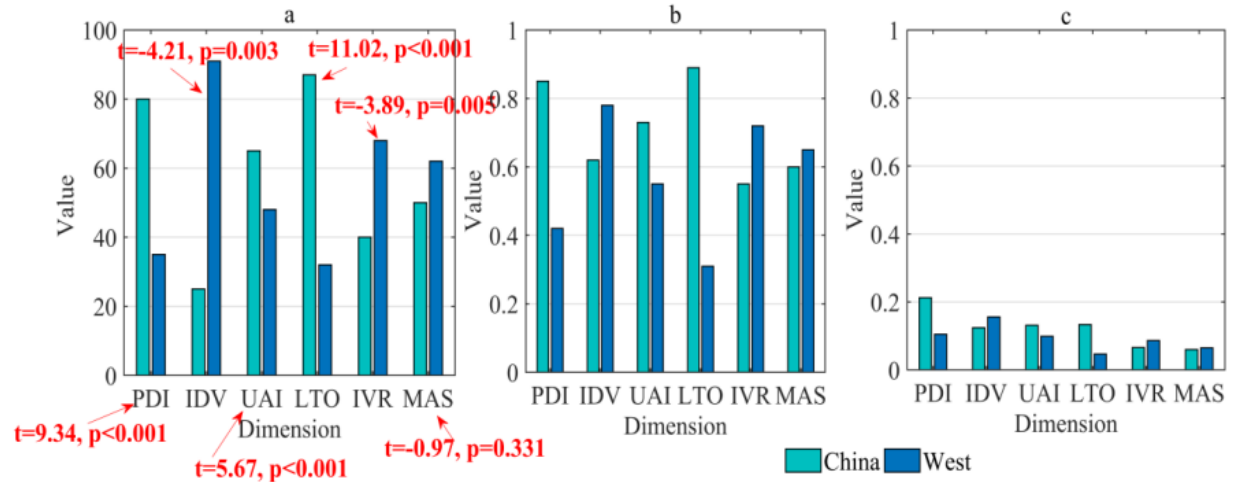 a
100
80
60
40
20
0
Value
t=-4.21, p=0.003
t=11.02, p<0.001
t=-3.89, p=0.005
PDI IDV UAI LTO IVR MAS
Dimension
t=9.34, p<0.001
t=5.67, p<0.001
t=-0.97, p=0.331
b
1
0.8
0.6
0.4
0.2
0
Value
PDI IDV UAI LTO IVR MAS
Dimension
c
1
0.8
0.6
0.4
0.2
0
Value
PDI IDV UAI LTO IVR MAS
Dimension
China West